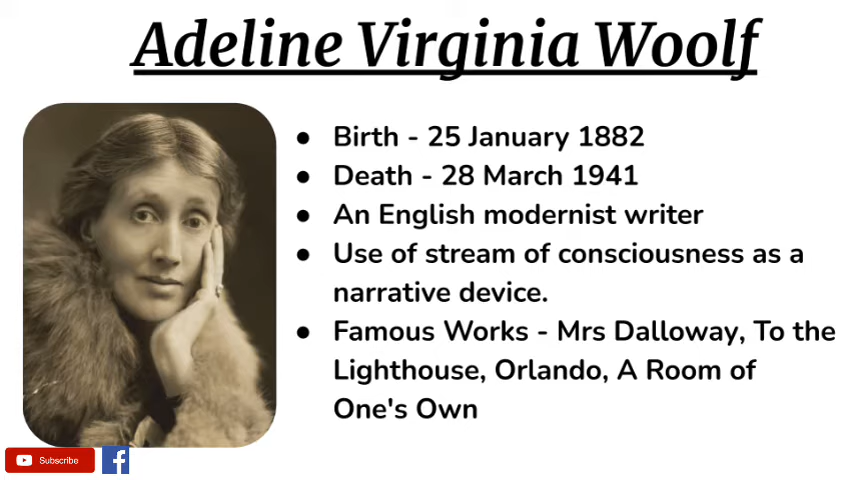 Adeline Virginia Woolf
● Birth - 25 January 1882
● Death - 28 March 1941
● An English modernist writer
● Use of stream of consciousness as a
narrative device.
● Famous Works - Mrs Dalloway, To the
Lighthouse, Orlando, A Room of
One's Own
Subscribe